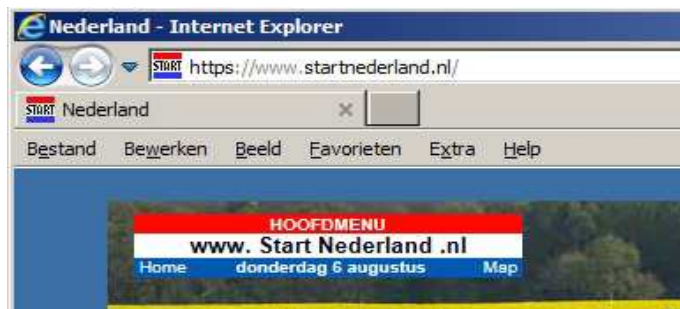 Nederland - Internet Explorer
START https://www.startnederland.nl/
START Nederland
Bestand Bewerken Beeld Favorieten Extra Help
HOOFDMENU
www. Start Nederland .nl
Home donderdag 6 augustus Map